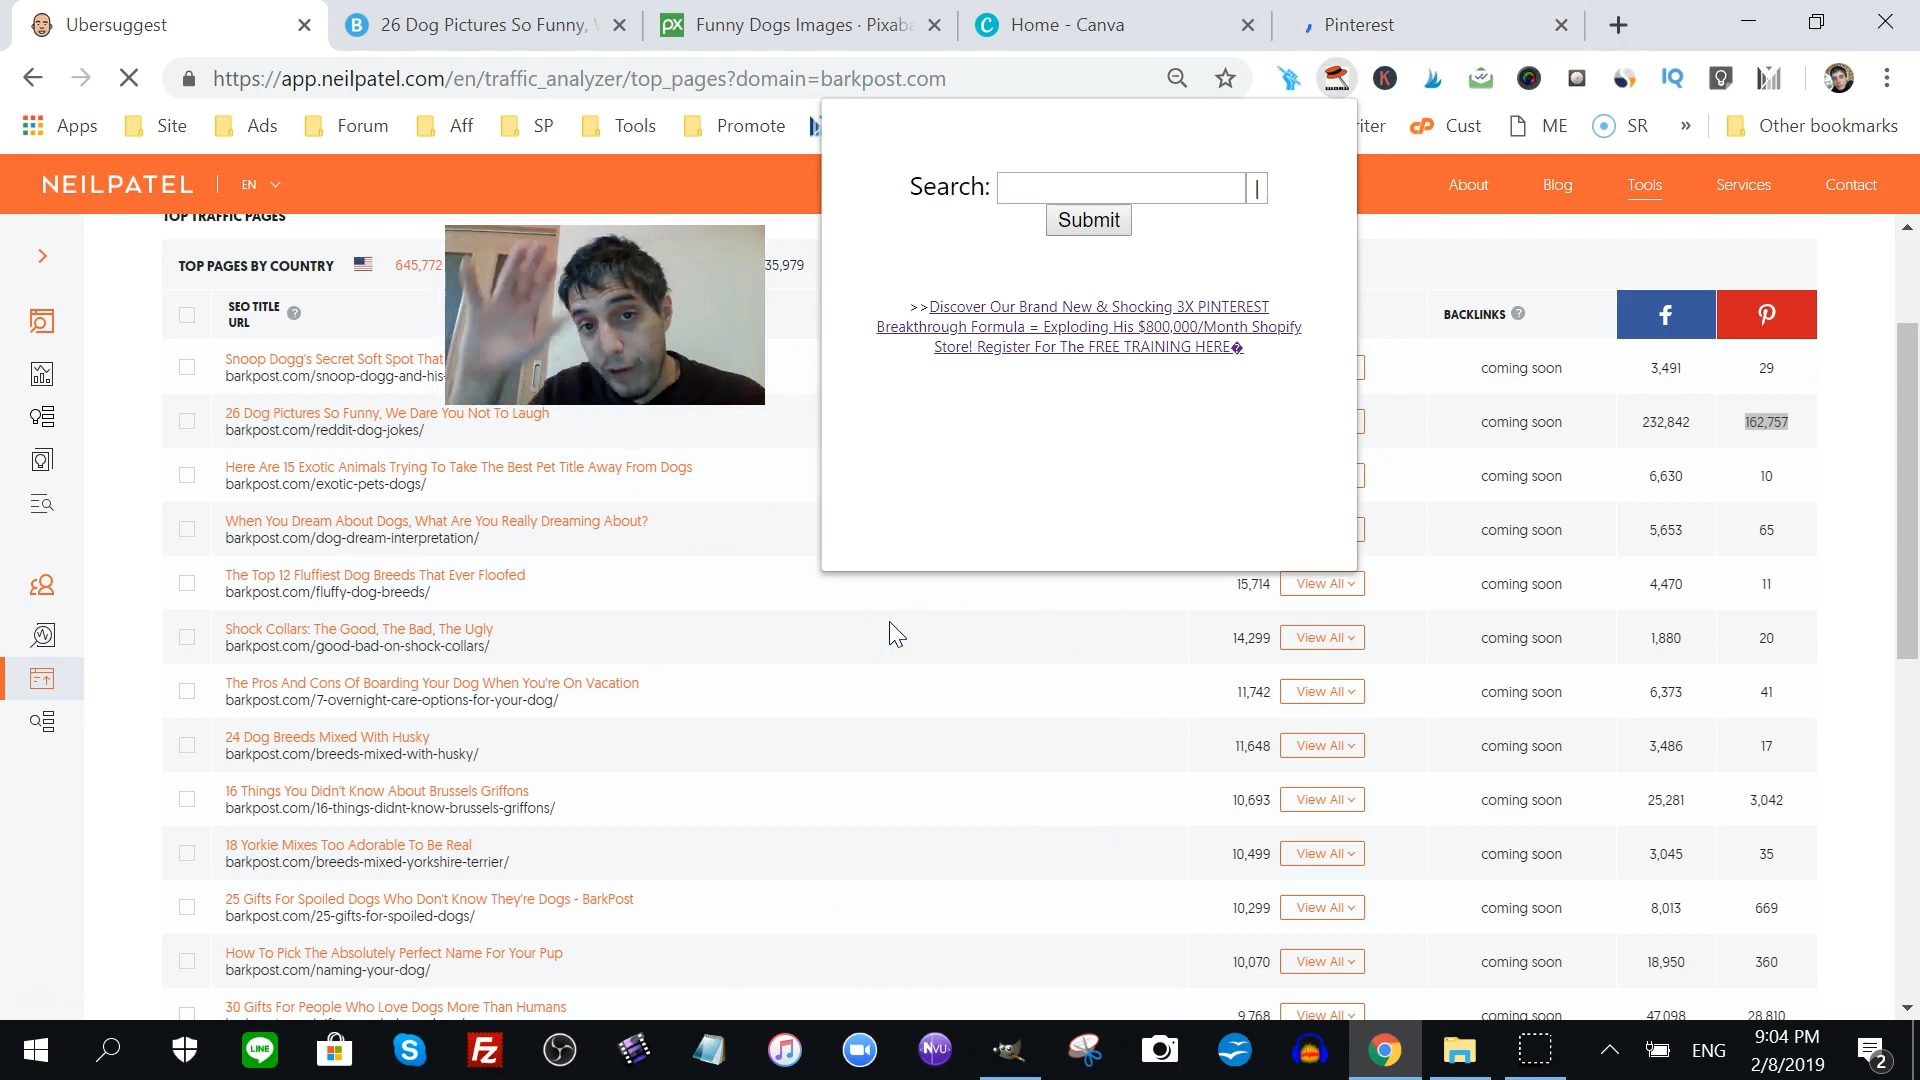 Ubersuggest
26 Dog Pictures So Funny, W
Funny Dogs Images · Pixaba
Home - Canva
Pinterest
https://app.neilpatel.com/en/traffic_analyzer/top_pages?domain=barkpost.com
Apps
Site
Ads
Forum
Aff
SP
Tools
Promote
riter
Cust
ME
SR
»
Other bookmarks
NEILPATEL
EN
About
Blog
Tools
Services
Contact
Search:
Submit
>>Discover Our Brand New & Shocking 3X PINTEREST
Breakthrough Formula = Exploding His $800,000/Month Shopify
Store! Register For The FREE TRAINING HERE�
TOP TRAFFIC PAGES
TOP PAGES BY COUNTRY
645,772
35,979
SEO TITLE
URL
BACKLINKS
Snoop Dogg's Secret Soft Spot That
barkpost.com/snoop-dogg-and-his-
coming soon
3,491
29
26 Dog Pictures So Funny, We Dare You Not To Laugh
barkpost.com/reddit-dog-jokes/
coming soon
232,842
162,757
Here Are 15 Exotic Animals Trying To Take The Best Pet Title Away From Dogs
barkpost.com/exotic-pets-dogs/
coming soon
6,630
10
When You Dream About Dogs, What Are You Really Dreaming About?
barkpost.com/dog-dream-interpretation/
coming soon
5,653
65
The Top 12 Fluffiest Dog Breeds That Ever Floofed
barkpost.com/fluffy-dog-breeds/
15,714
View All
coming soon
4,470
11
Shock Collars: The Good, The Bad, The Ugly
barkpost.com/good-bad-on-shock-collars/
14,299
View All
coming soon
1,880
20
The Pros And Cons Of Boarding Your Dog When You're On Vacation
barkpost.com/7-overnight-care-options-for-your-dog/
11,742
View All
coming soon
6,373
41
24 Dog Breeds Mixed With Husky
barkpost.com/breeds-mixed-with-husky/
11,648
View All
coming soon
3,486
17
16 Things You Didn't Know About Brussels Griffons
barkpost.com/16-things-didnt-know-brussels-griffons/
10,693
View All
coming soon
25,281
3,042
18 Yorkie Mixes Too Adorable To Be Real
barkpost.com/breeds-mixed-yorkshire-terrier/
10,499
View All
coming soon
3,045
35
25 Gifts For Spoiled Dogs Who Don't Know They're Dogs - BarkPost
barkpost.com/25-gifts-for-spoiled-dogs/
10,299
View All
coming soon
8,013
669
How To Pick The Absolutely Perfect Name For Your Pup
barkpost.com/naming-your-dog/
10,070
View All
coming soon
18,950
360
30 Gifts For People Who Love Dogs More Than Humans
9,768
View All
coming soon
47,098
28,810
ENG
9:04 PM
2/8/2019
2